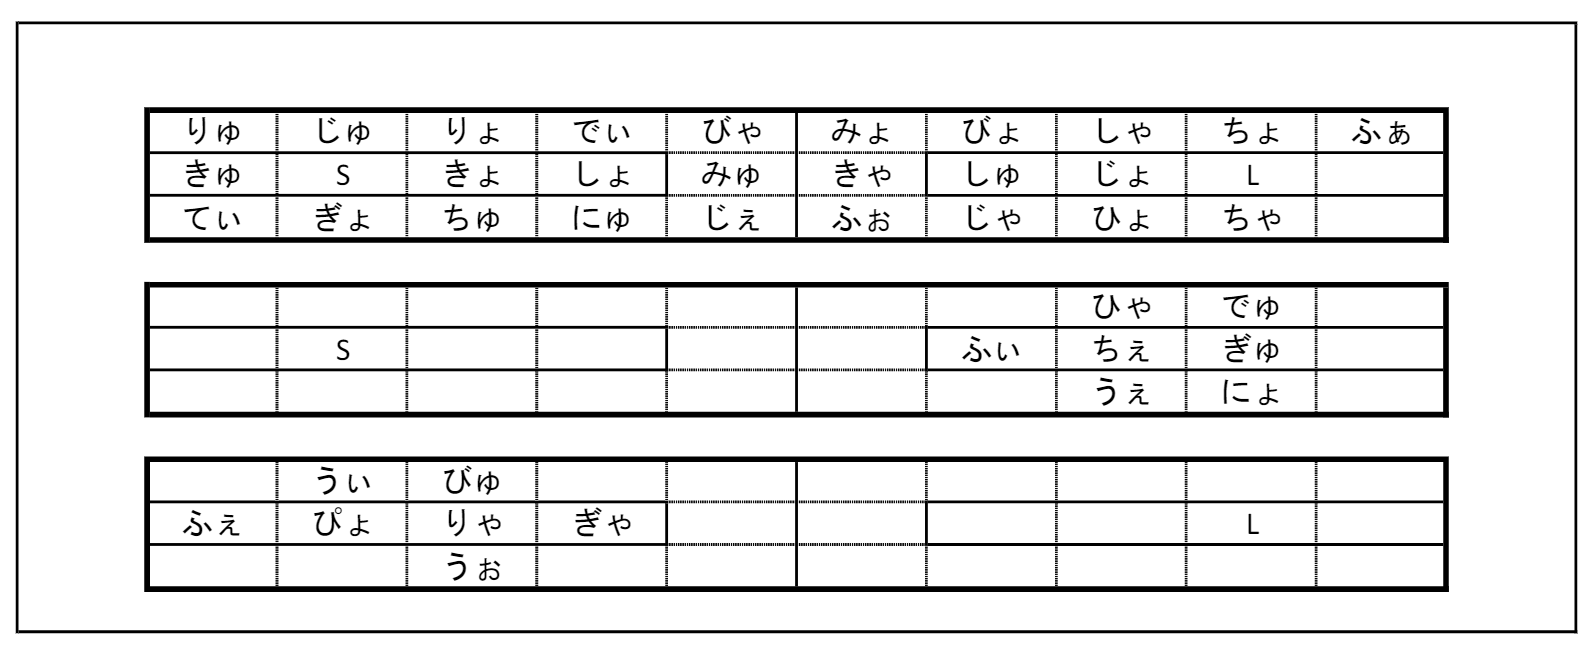 りゅ じゅ りょ でぃ びゃ みょ びょ しゃ ちょ ふぁ
きゅ S きょ しょ みゅ きゃ しゅ じょ L
てぃ ぎょ ちゅ にゅ じぇ ふぉ じゃ ひょ ちゃ
ひゃ でゅ
S ふぃ ちぇ ぎゅ
うぇ にょ
うぃ びゅ
ふぇ ぴょ りゃ ぎゃ L
うぉ